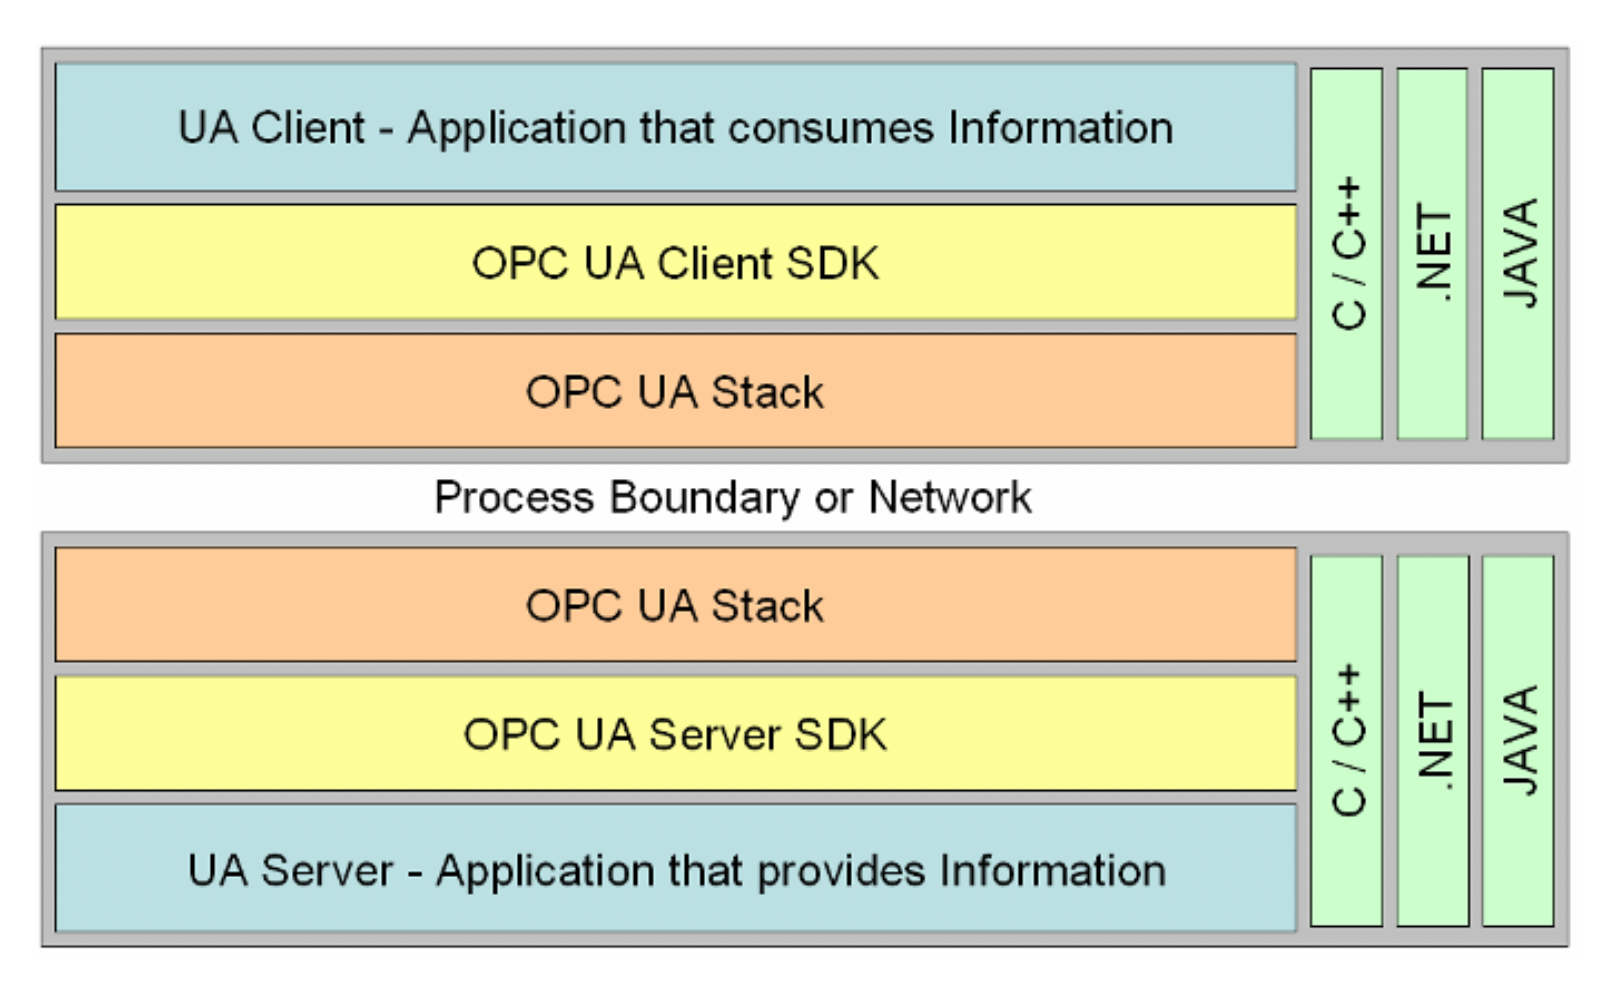 UA Client - Application that consumes Information
OPC UA Client SDK
OPC UA Stack
C / C++
.NET
JAVA
Process Boundary or Network
OPC UA Stack
OPC UA Server SDK
UA Server - Application that provides Information
C / C++
.NET
JAVA